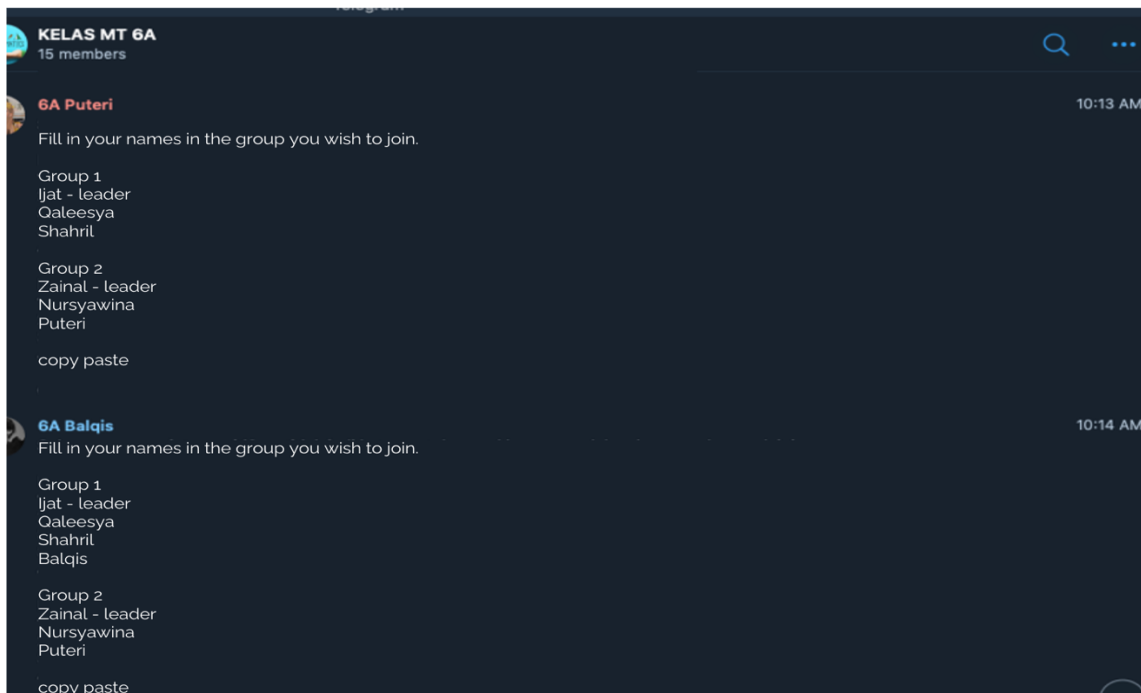 Telegram
KELAS MT 6A
15 members
6A Puteri
10:13 AM
Fill in your names in the group you wish to join.
Group 1
Ijat - leader
Qaleesya
Shahril
Group 2
Zainal - leader
Nursyawina
Puteri
copy paste
6A Balqis
10:14 AM
Fill in your names in the group you wish to join.
Group 1
Ijat - leader
Qaleesya
Shahril
Balqis
Group 2
Zainal - leader
Nursyawina
Puteri
copy paste